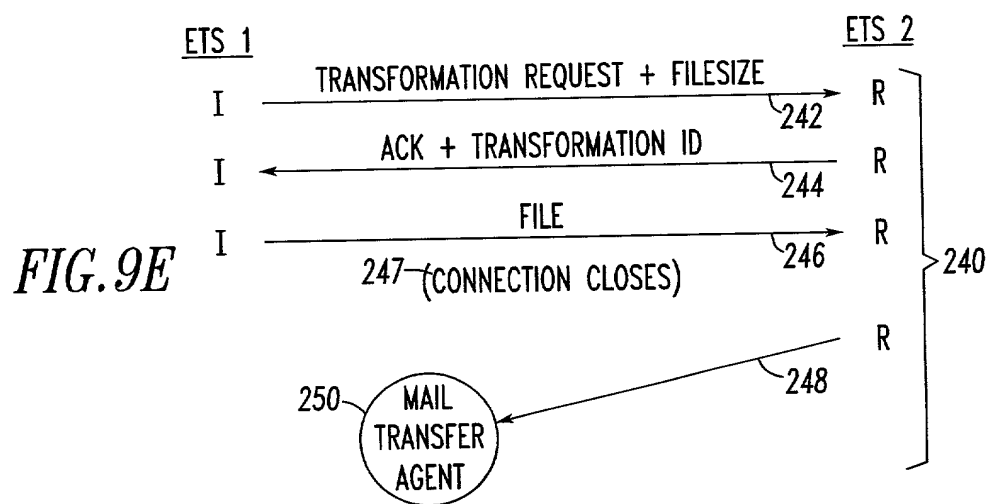 ETS 1
ETS 2
I
TRANSFORMATION REQUEST + FILESIZE
242
R
I
ACK + TRANSFORMATION ID
244
R
I
FILE
246
R
FIG.9E
247
(CONNECTION CLOSES)
240
R
248
250
MAIL
TRANSFER
AGENT